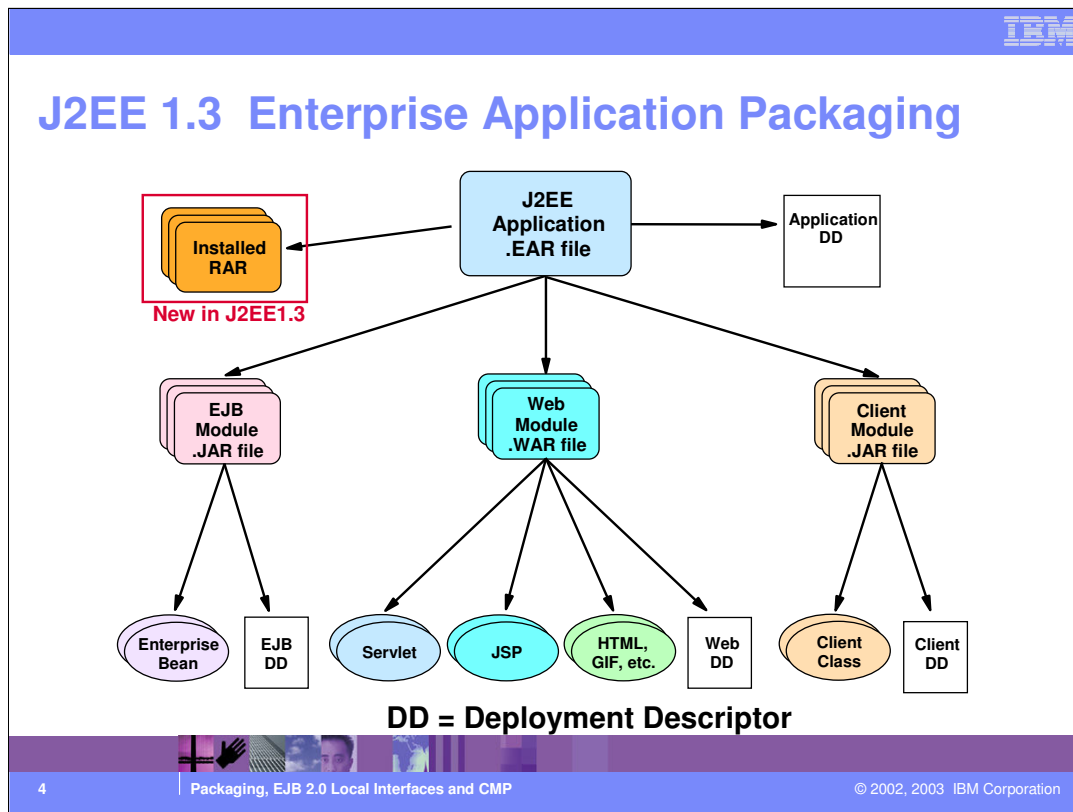 IBM
J2EE 1.3 Enterprise Application Packaging
J2EE
Application
.EAR file
Application
DD
Installed
RAR
New in J2EE1.3
EJB
Module
.JAR file
Web
Module
.WAR file
Client
Module
.JAR file
Enterprise
Bean
EJB
DD
Servlet
JSP
HTML,
GIF, etc.
Web
DD
Client
Class
Client
DD
DD = Deployment Descriptor
4
Packaging, EJB 2.0 Local Interfaces and CMP
© 2002, 2003 IBM Corporation